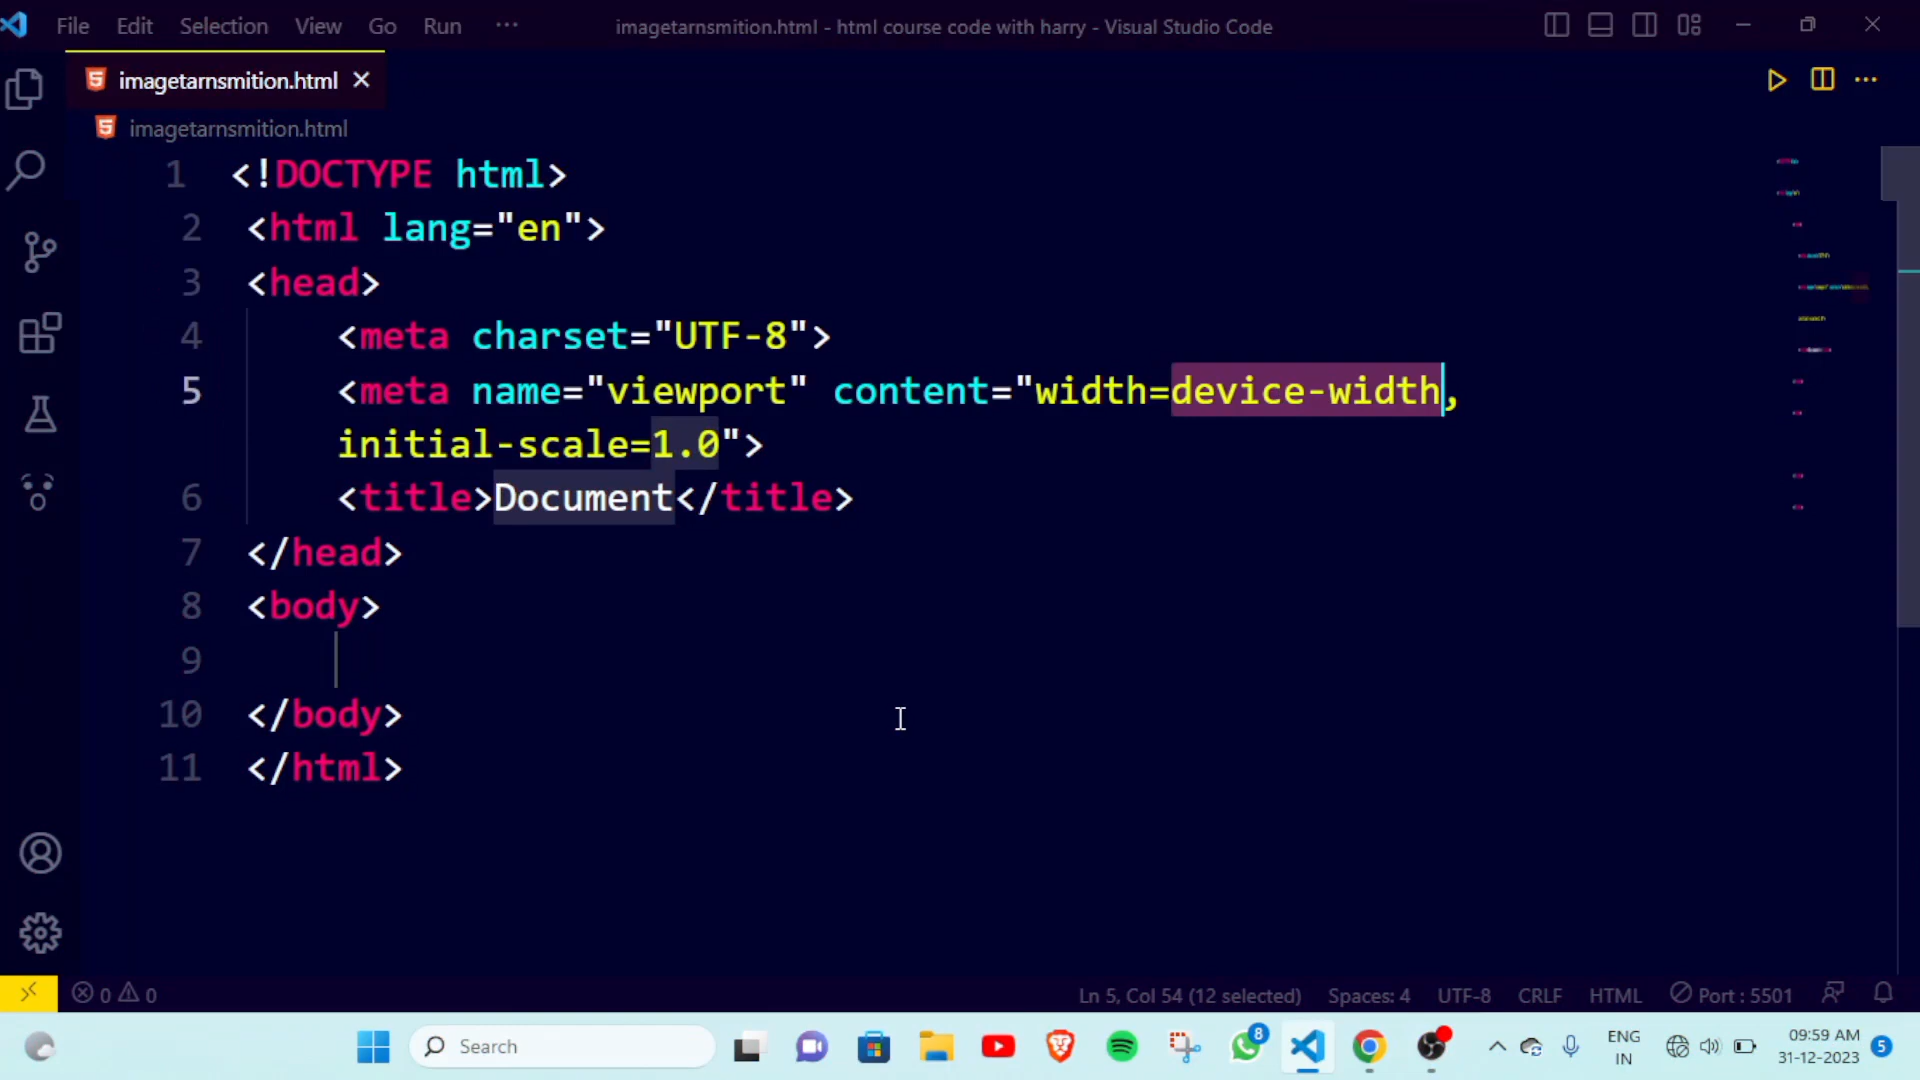 File Edit Selection View Go Run ··· imagetarnsmition.html - html course code with harry - Visual Studio Code
imagetarnsmition.html
imagetarnsmition.html
1 <!DOCTYPE html>
2 <html lang="en">
3 <head>
4 <meta charset="UTF-8">
5 <meta name="viewport" content="width=device-width,
initial-scale=1.0">
6 <title>Document</title>
7 </head>
8 <body>
9
10 </body>
11 </html>
0 0 Ln 5, Col 54 (12 selected) Spaces: 4 UTF-8 CRLF HTML Port : 5501
Search 8 ENG 09:59 AM
IN 31-12-2023 5